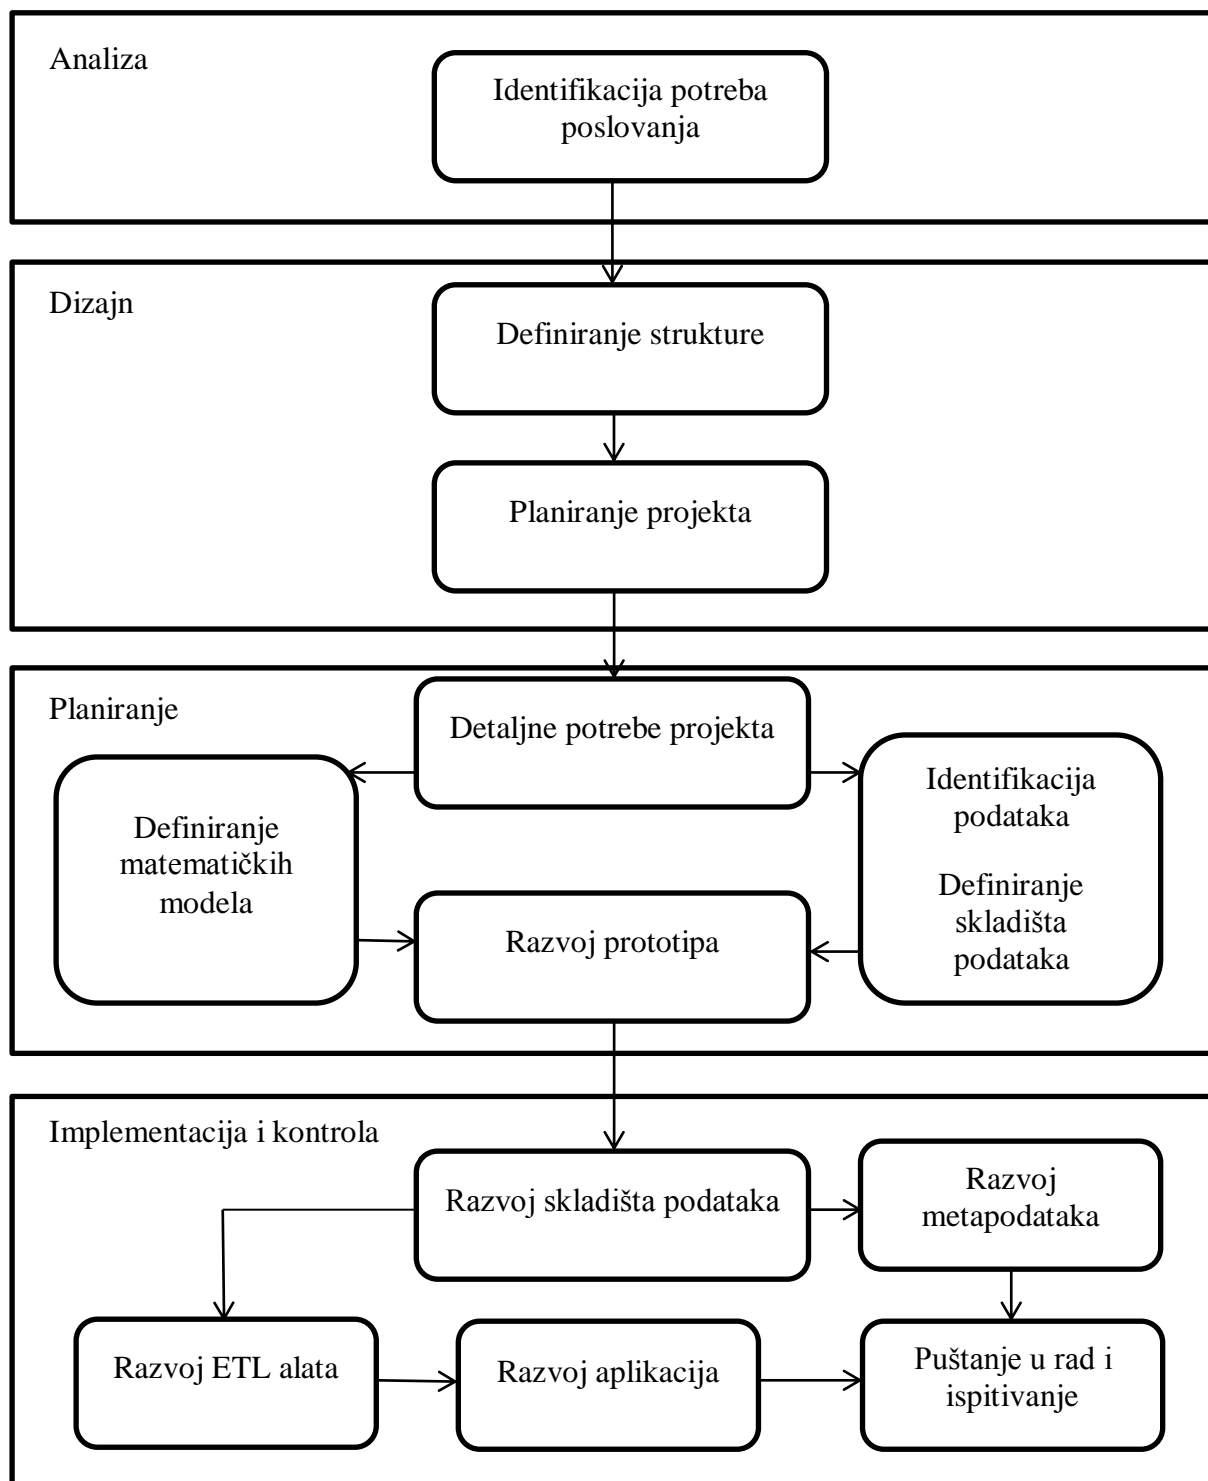 Analiza
Identifikacija potreba
poslovanja
Dizajn
Definiranje strukture
Planiranje projekta
Planiranje
Detaljne potrebe projekta
Definiranje
matematičkih
modela
Identifikacija
podataka
Definiranje
skladišta
podataka
Razvoj prototipa
Implementacija i kontrola
Razvoj skladišta podataka
Razvoj
metapodataka
Razvoj ETL alata
Razvoj aplikacija
Puštanje u rad i
ispitivanje